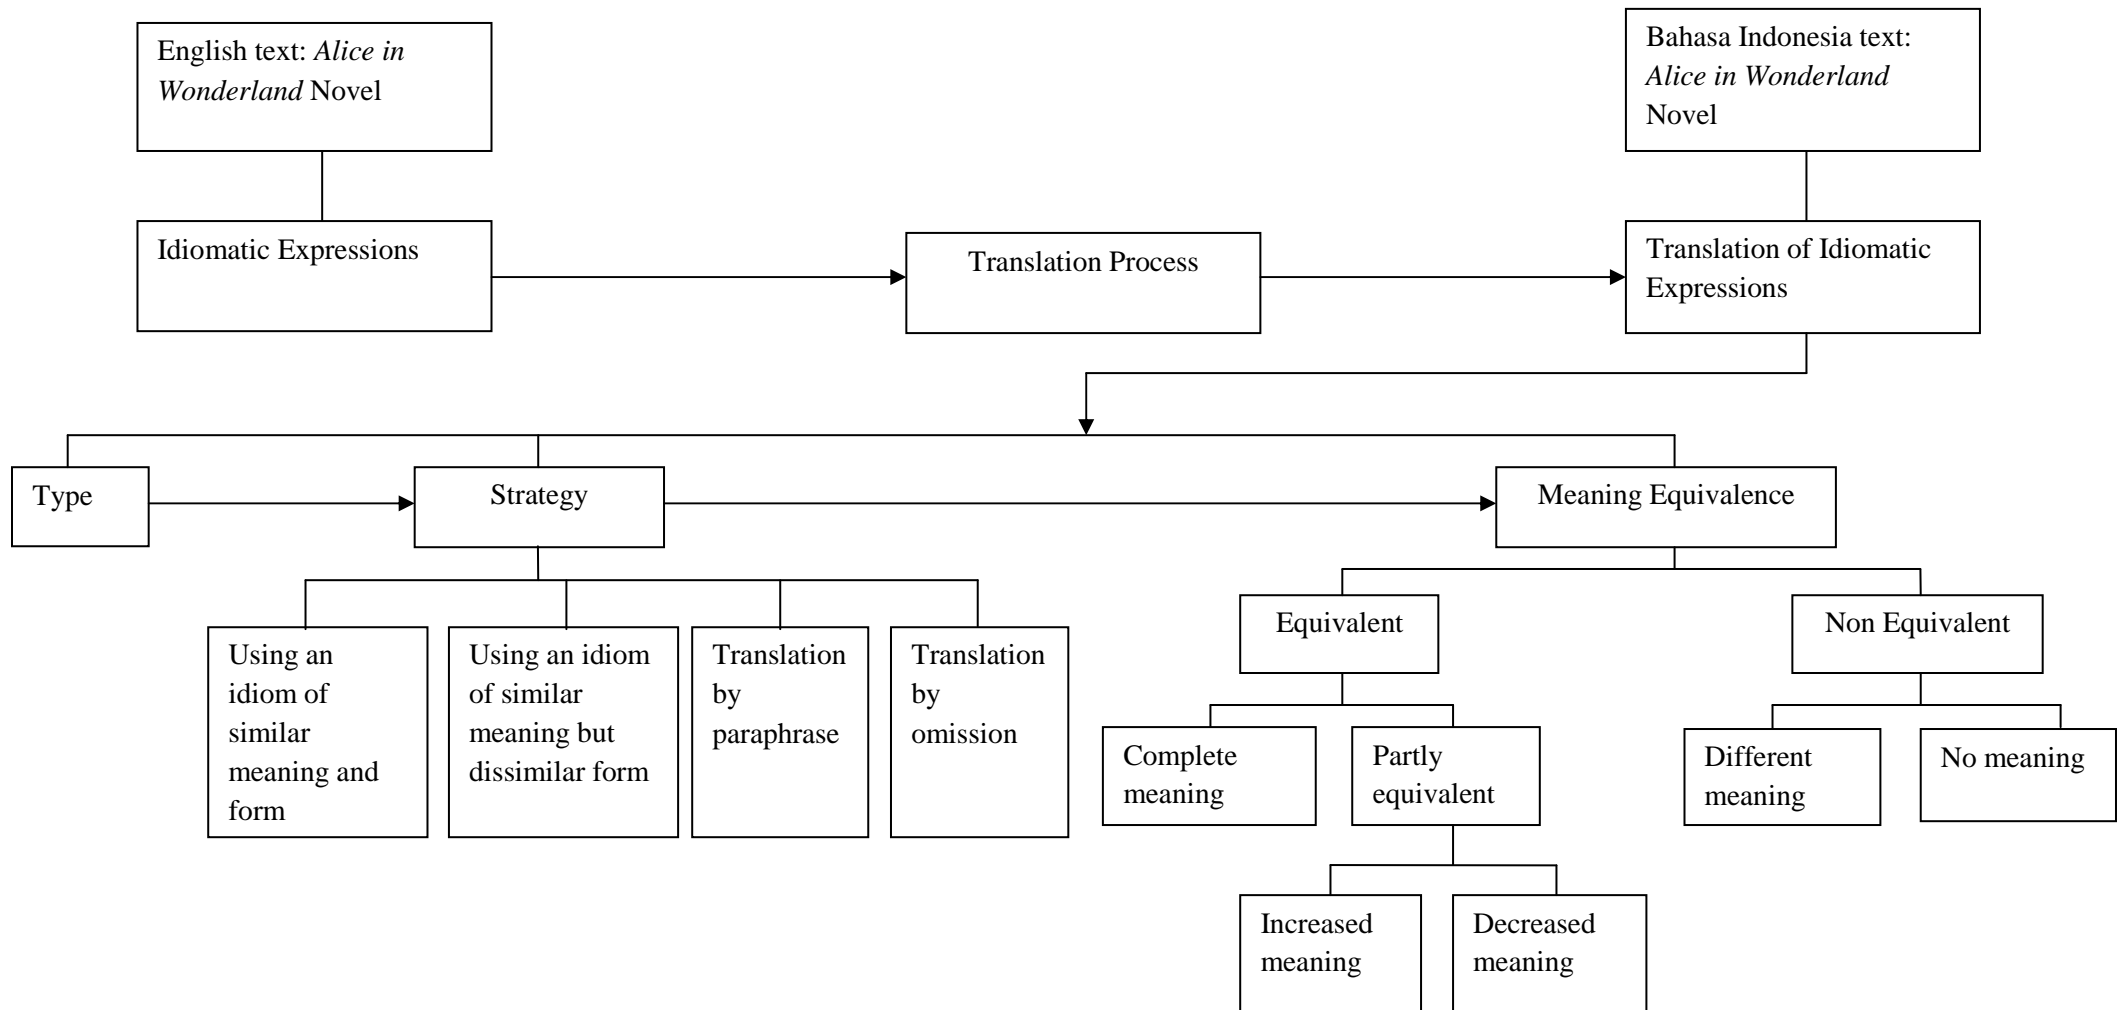 English text: Alice in
Wonderland Novel
Bahasa Indonesia text:
Alice in Wonderland
Novel
Idiomatic Expressions
Translation Process
Translation of Idiomatic
Expressions
Type
Strategy
Meaning Equivalence
Using an
idiom of
similar
meaning and
form
Using an idiom
of similar
meaning but
dissimilar form
Translation
by
paraphrase
Translation
by
omission
Equivalent
Non Equivalent
Complete
meaning
Partly
equivalent
Different
meaning
No meaning
Increased
meaning
Decreased
meaning